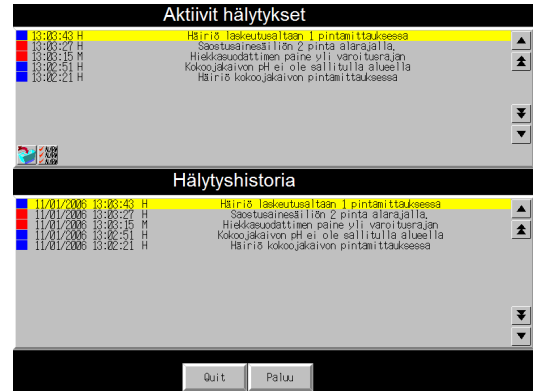 Aktiivit hälytykset
13:03:43 H Häiriö laskeutusaltaan 1 pintamittauksessa
13:03:27 H Saostusainesäiliön 2 pinta alarajalla,
13:03:15 M Hiekkasuodattimen paine yli varoitusrajan
13:02:51 H Kokoojakaivon pH ei ole sallitulla alueella
13:02:21 H Häiriö kokoojakaivon pintamittauksessa
Hälytyshistoria
11/01/2006 13:03:43 H Häiriö laskeutusaltaan 1 pintamittauksessa
11/01/2006 13:03:27 H Saostusainesäiliön 2 pinta alarajalla,
11/01/2006 13:03:15 M Hiekkasuodattimen paine yli varoitusrajan
11/01/2006 13:02:51 H Kokoojakaivon pH ei ole sallitulla alueella
11/01/2006 13:02:21 H Häiriö kokoojakaivon pintamittauksessa
Quit Paluu